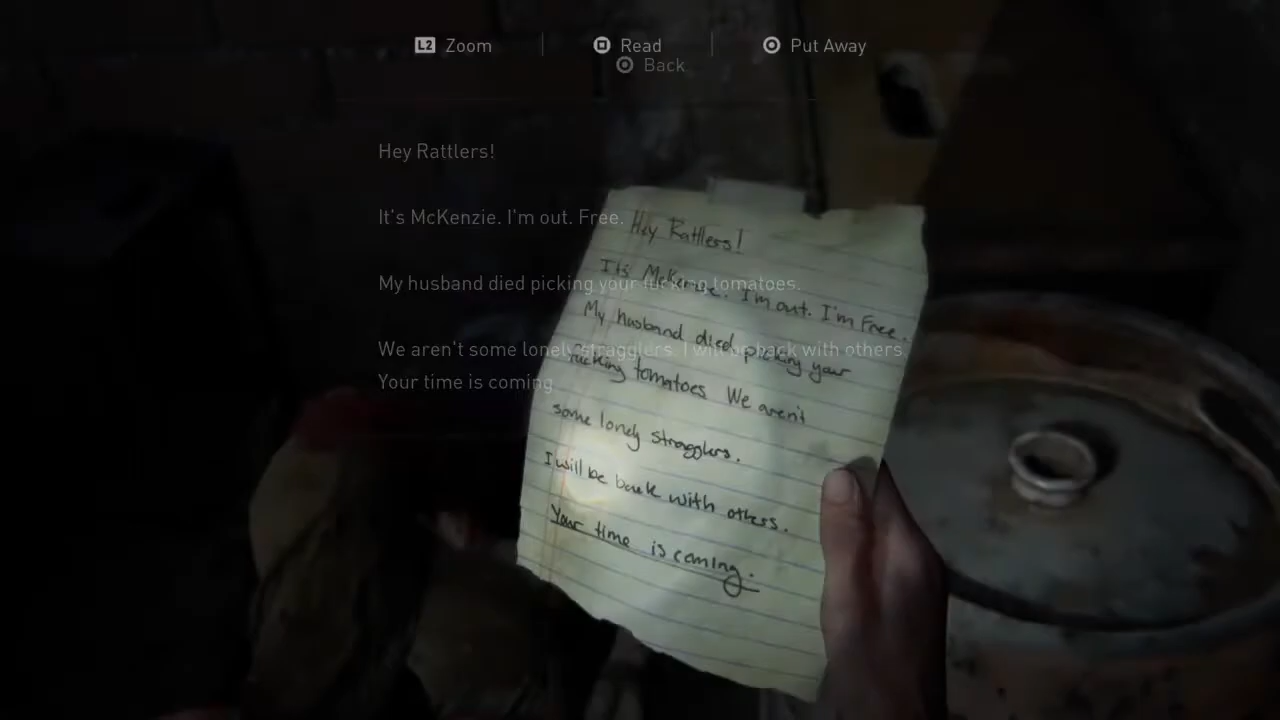 L2 Zoom
Read
Put Away
Back
Hey Rattlers!
It's McKenzie. I'm out. Free.
My husband died picking your fucking tomatoes.
We aren't some lonely stragglers. I will be back with others.
Your time is coming
Hey Rattlers!
It's McKenzie. I'm out. I'm Free.
My husband died picking your
fucking tomatoes We aren't
some lonely stragglers.
I will be back with others.
Your time is coming.